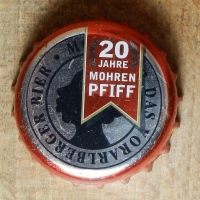 20
JAHRE
MOHREN
PFIFF
DAS VORARLBERGER BIER